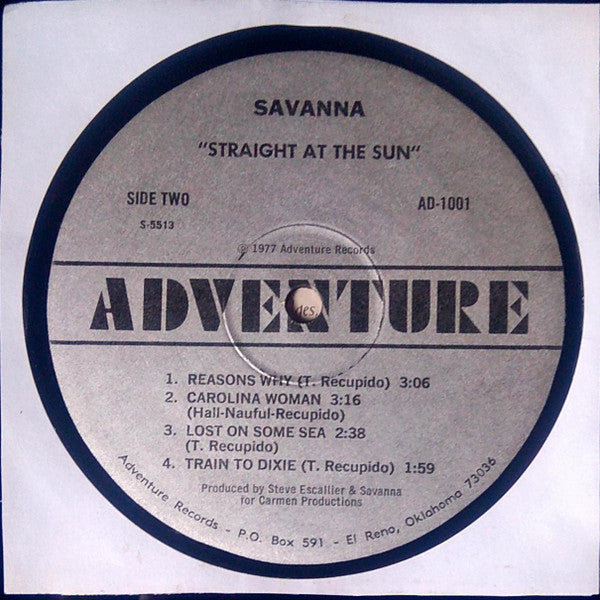 SAVANNA
"STRAIGHT AT THE SUN"
SIDE TWO
AD-1001
S-5513
℗ 1977 Adventure Records
ADVENTURE
des.
1. REASONS WHY (T. Recupido) 3:06
2. CAROLINA WOMAN 3:16
(Hall-Nauful-Recupido)
3. LOST ON SOME SEA 2:38
(T. Recupido)
4. TRAIN TO DIXIE (T. Recupido) 1:59
Produced by Steve Escallier & Savanna
for Carmen Productions
Adventure Records - P.O. Box 591 - El Reno, Oklahoma 73036